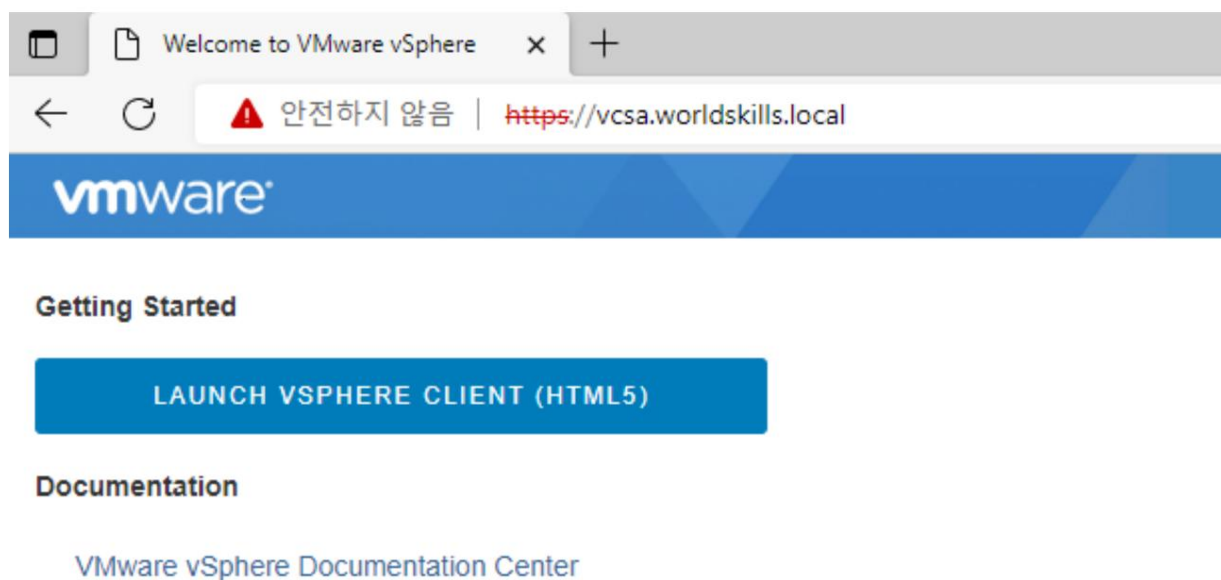 Welcome to VMware vSphere
안전하지 않음 | https://vcsa.worldskills.local
vmware
Getting Started
LAUNCH VSPHERE CLIENT (HTML5)
Documentation
VMware vSphere Documentation Center